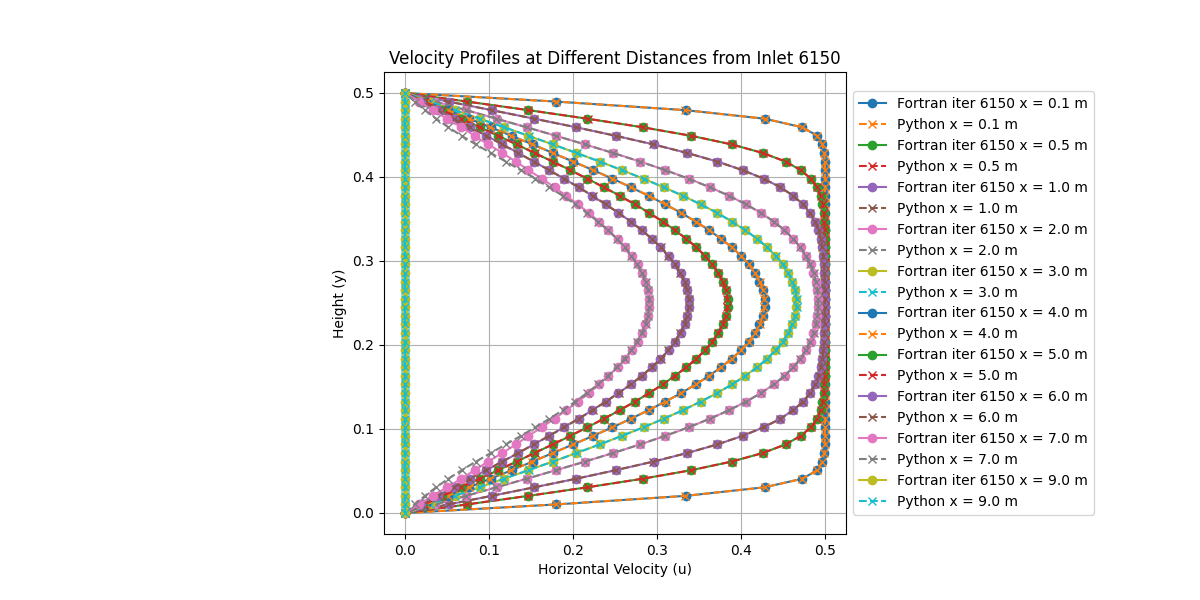 Velocity Profiles at Different Distances from Inlet 6150
Height (y)
0.5
0.4
0.3
0.2
0.1
0.0
0.0 0.1 0.2 0.3 0.4 0.5
Horizontal Velocity (u)
Fortran iter 6150 x = 0.1 m
Python x = 0.1 m
Fortran iter 6150 x = 0.5 m
Python x = 0.5 m
Fortran iter 6150 x = 1.0 m
Python x = 1.0 m
Fortran iter 6150 x = 2.0 m
Python x = 2.0 m
Fortran iter 6150 x = 3.0 m
Python x = 3.0 m
Fortran iter 6150 x = 4.0 m
Python x = 4.0 m
Fortran iter 6150 x = 5.0 m
Python x = 5.0 m
Fortran iter 6150 x = 6.0 m
Python x = 6.0 m
Fortran iter 6150 x = 7.0 m
Python x = 7.0 m
Fortran iter 6150 x = 9.0 m
Python x = 9.0 m